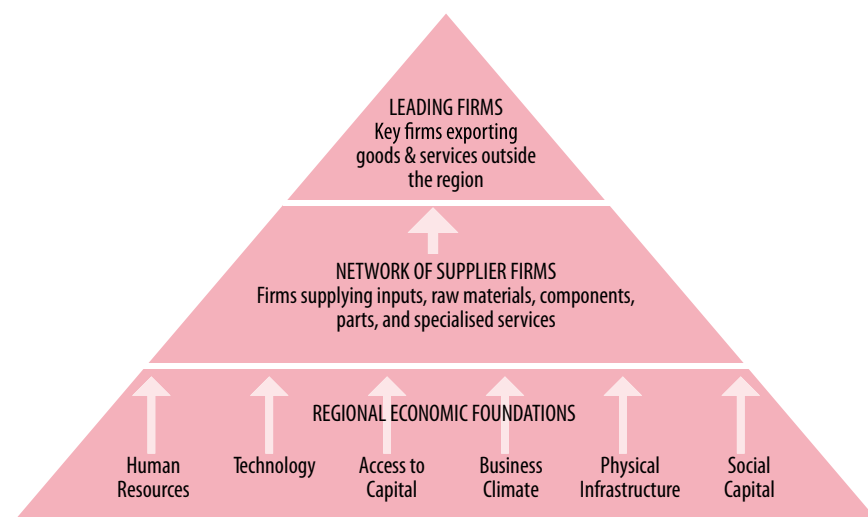 LEADING FIRMS
Key firms exporting
goods & services outside
the region
NETWORK OF SUPPLIER FIRMS
Firms supplying inputs, raw materials, components,
parts, and specialised services
REGIONAL ECONOMIC FOUNDATIONS
Human
Resources
Technology
Access to
Capital
Business
Climate
Physical
Infrastructure
Social
Capital